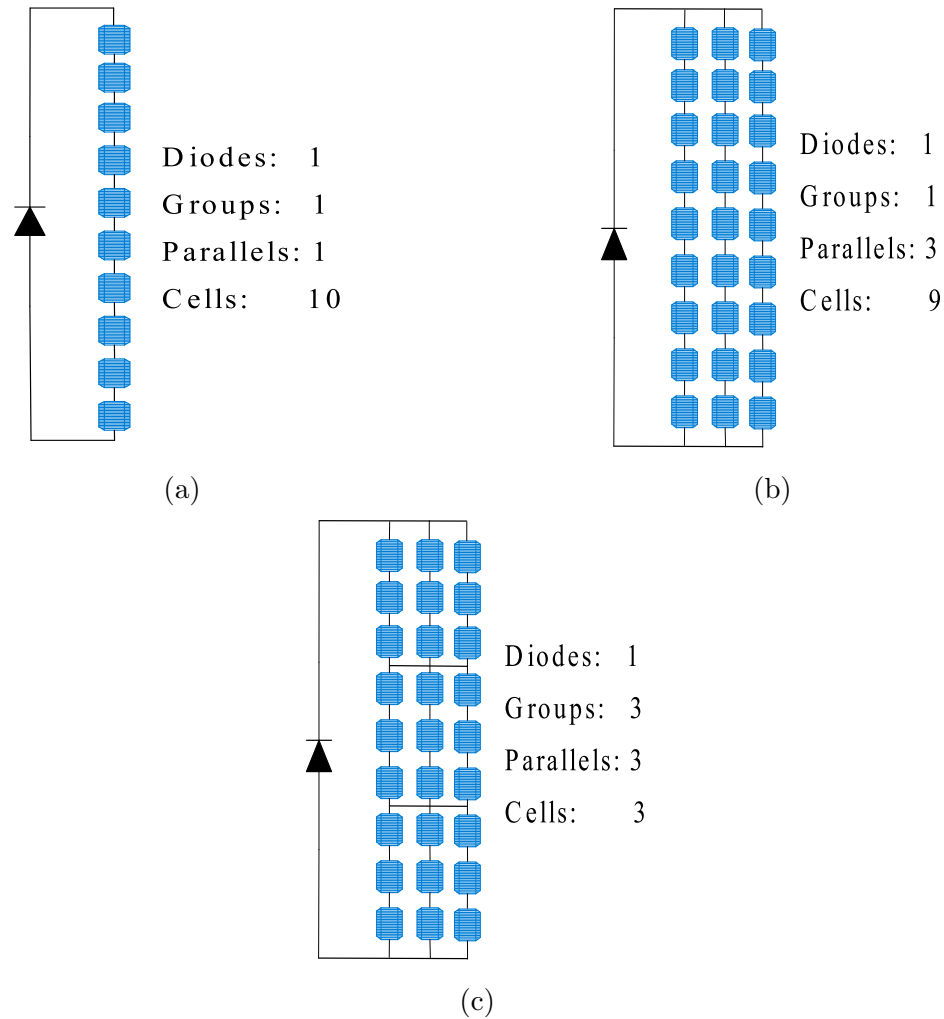 Diodes: 1
Groups: 1
Parallels: 1
Cells: 10
(a)
Diodes: 1
Groups: 1
Parallels: 3
Cells: 9
(b)
Diodes: 1
Groups: 3
Parallels: 3
Cells: 3
(c)